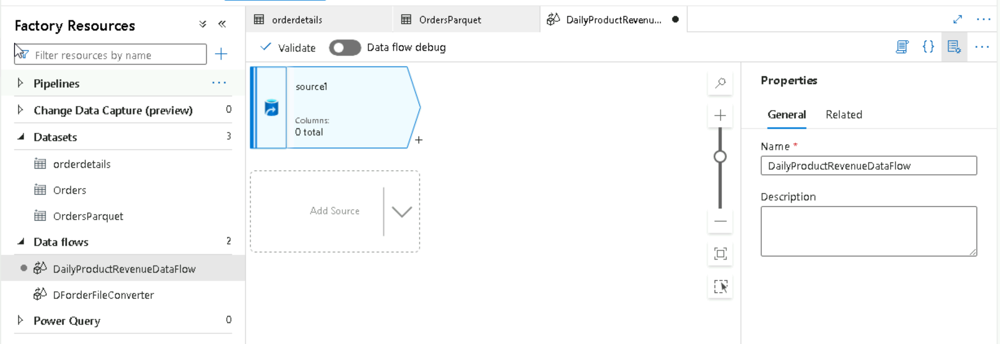 Factory Resources
Filter resources by name
Pipelines
Change Data Capture (preview) 0
Datasets 3
orderdetails
Orders
OrdersParquet
Data flows 2
DailyProductRevenueDataFlow
DForderFileConverter
Power Query 0
orderdetails OrdersParquet DailyProductRevenu...
Validate Data flow debug
source1
Columns:
0 total
Add Source
Properties
General Related
Name *
DailyProductRevenueDataFlow
Description